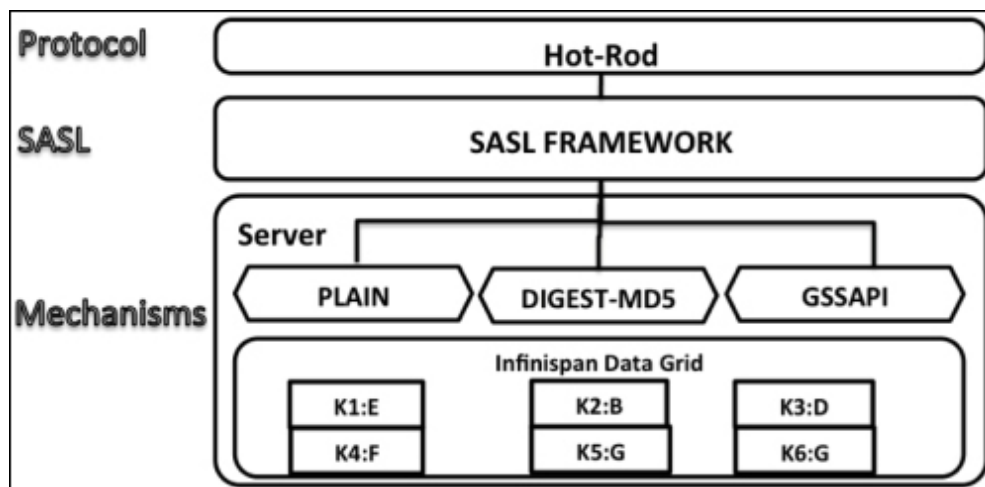 Protocol
Hot-Rod
SASL
SASL FRAMEWORK
Server
Mechanisms
PLAIN
DIGEST-MD5
GSSAPI
Infinispan Data Grid
K1:E
K2:B
K3:D
K4:F
K5:G
K6:G